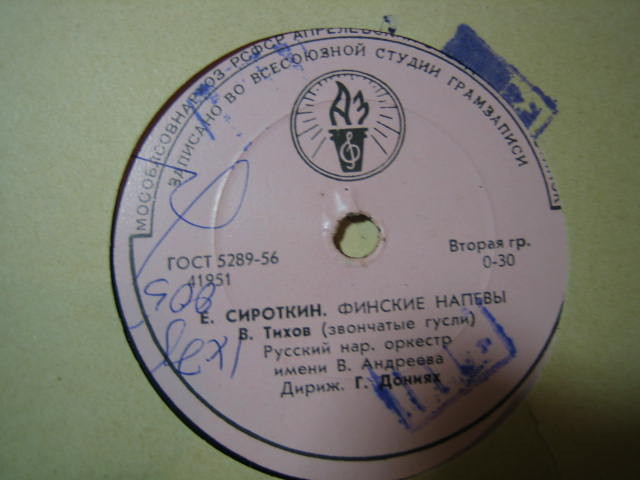 МОСОБЛСОВНАРХОЗ-РСФСР АПРЕЛЕВСКИЙ
ЗАПИСАНО ВО ВСЕСОЮЗНОЙ СТУДИИ ГРАМЗАПИСИ
АЗ
ГОСТ 5289-56
41951
Вторая гр.
0-30
Е. СИРОТКИН. ФИНСКИЕ НАПЕВЫ
В. Тихов (звончатые гусли)
Русский нар. оркестр
имени В. Андреева
Дириж. Г. Дониях